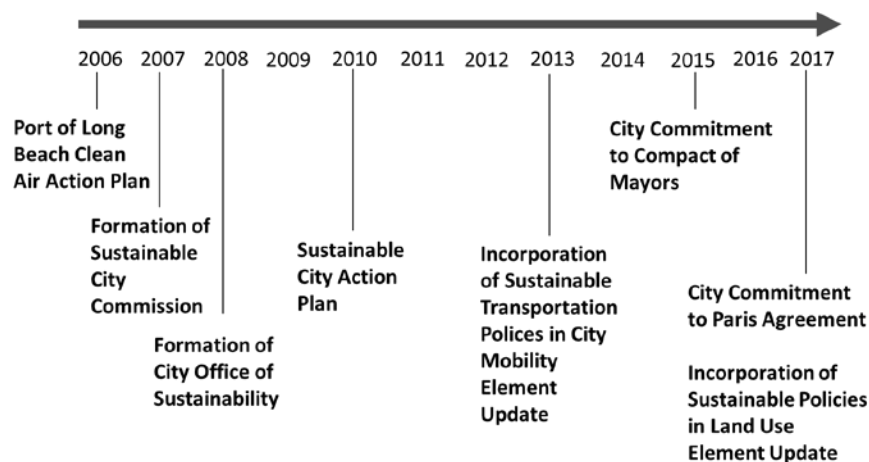 2006 2007 2008 2009 2010 2011 2012 2013 2014 2015 2016 2017
Port of Long
Beach Clean
Air Action Plan
Formation of
Sustainable
City
Commission
Formation of
City Office of
Sustainability
Sustainable
City Action
Plan
Incorporation
of Sustainable
Transportation
Polices in City
Mobility
Element
Update
City Commitment
to Compact of
Mayors
City Commitment
to Paris Agreement
Incorporation of
Sustainable Policies
in Land Use
Element Update